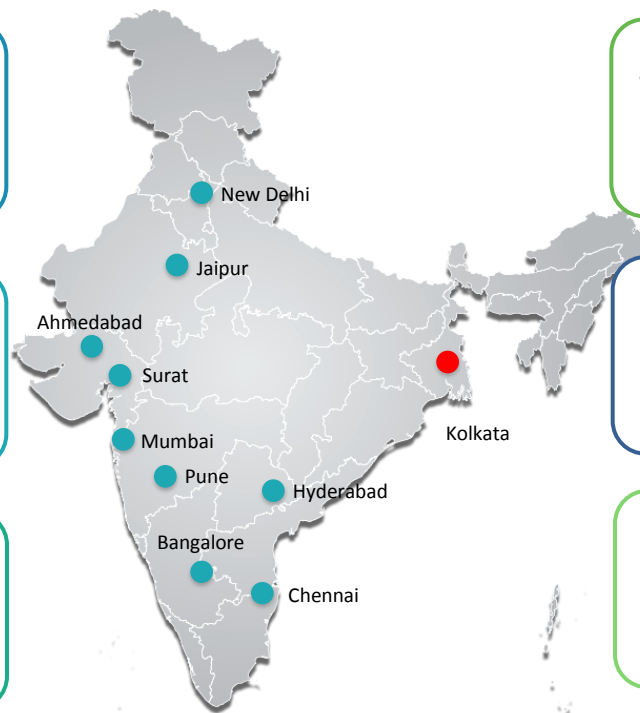 New Delhi
Jaipur
Ahmedabad
Surat
Kolkata
Mumbai
Pune
Hyderabad
Bangalore
Chennai